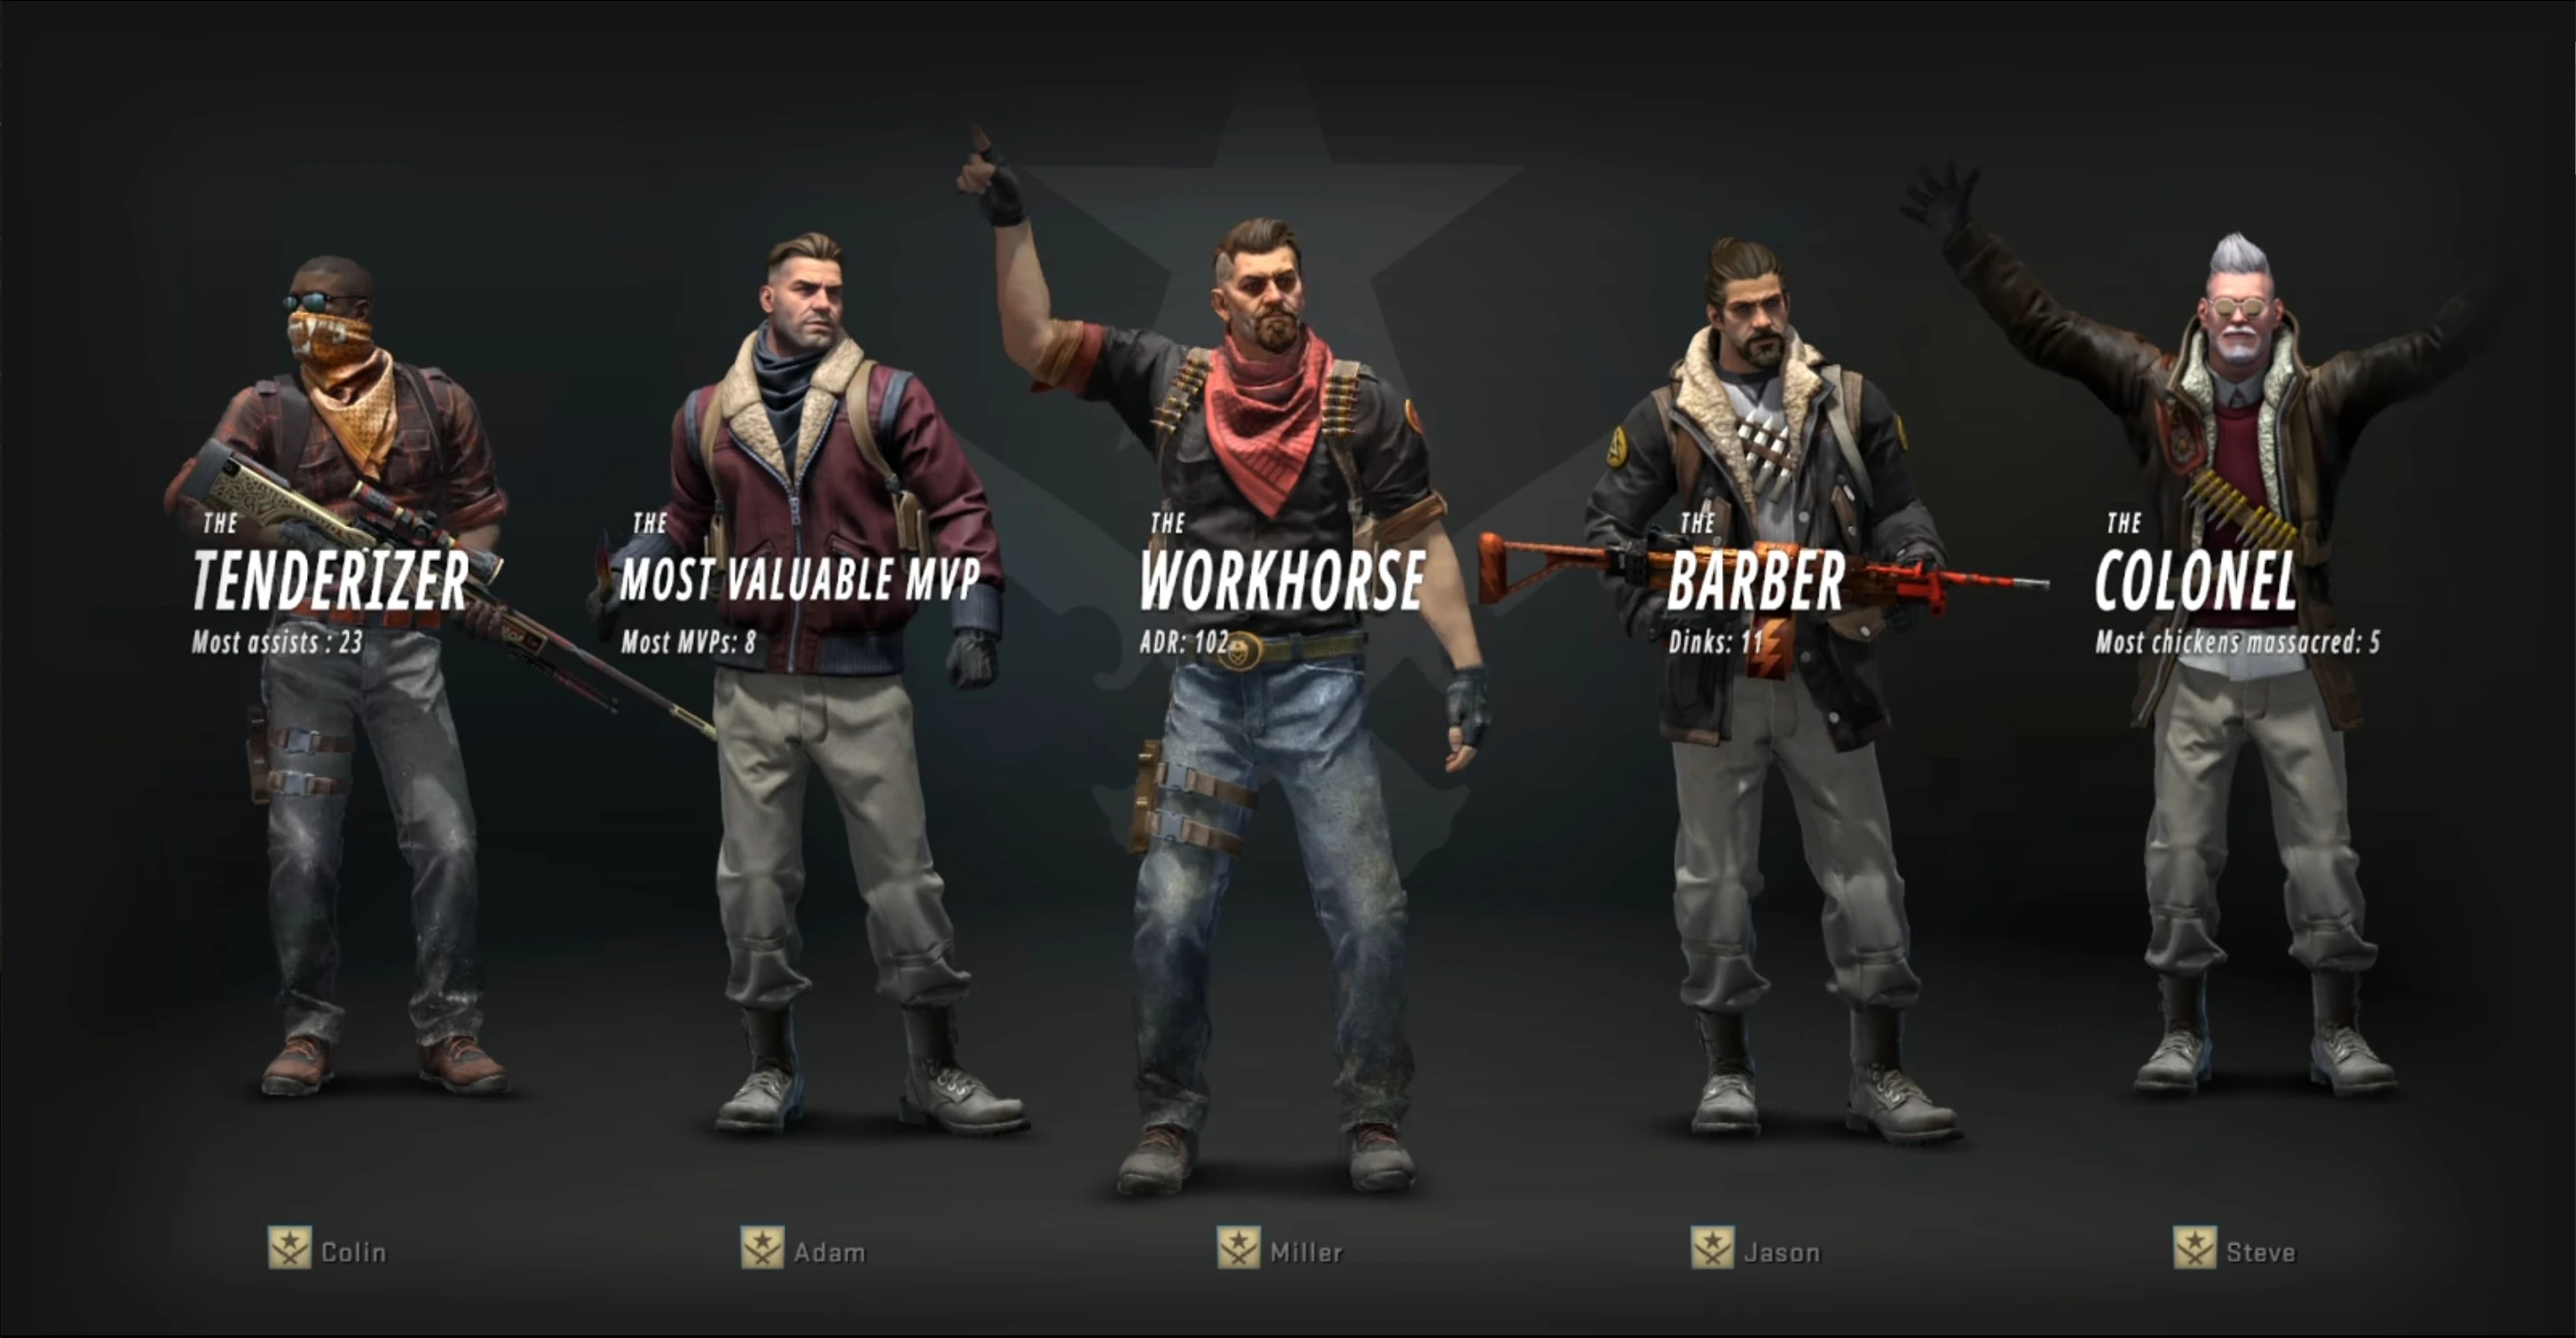 THE
TENDERIZER
Most assists : 23
THE
MOST VALUABLE MVP
Most MVPs: 8
THE
WORKHORSE
ADR: 102
THE
BARBER
Dinks: 11
THE
COLONEL
Most chickens massacred: 5
Colin
Adam
Miller
Jason
Steve